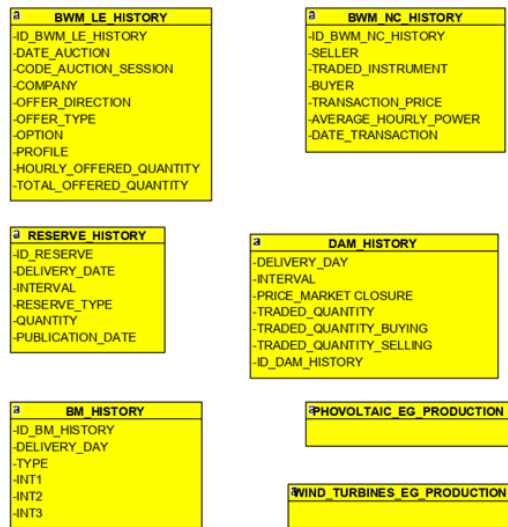 a BWM_LE_HISTORY
-ID_BWM_LE_HISTORY
-DATE_AUCTION
-CODE_AUCTION_SESSION
-COMPANY
-OFFER_DIRECTION
-OFFER_TYPE
-OPTION
-PROFILE
-HOURLY_OFFERED_QUANTITY
-TOTAL_OFFERED_QUANTITY
a BWM_NC_HISTORY
-ID_BWM_NC_HISTORY
-SELLER
-TRADED_INSTRUMENT
-BUYER
-TRANSACTION_PRICE
-AVERAGE_HOURLY_POWER
-DATE_TRANSACTION
a RESERVE_HISTORY
-ID_RESERVE
-DELIVERY_DATE
-INTERVAL
-RESERVE_TYPE
-QUANTITY
-PUBLICATION_DATE
a DAM_HISTORY
-DELIVERY_DAY
-INTERVAL
-PRICE_MARKET CLOSURE
-TRADED_QUANTITY
-TRADED_QUANTITY_BUYING
-TRADED_QUANTITY_SELLING
-ID_DAM_HISTORY
a BM_HISTORY
-ID_BM_HISTORY
-DELIVERY_DAY
-TYPE
-INT1
-INT2
-INT3
a PHOVOLTAIC_EG_PRODUCTION
a WIND_TURBINES_EG_PRODUCTION